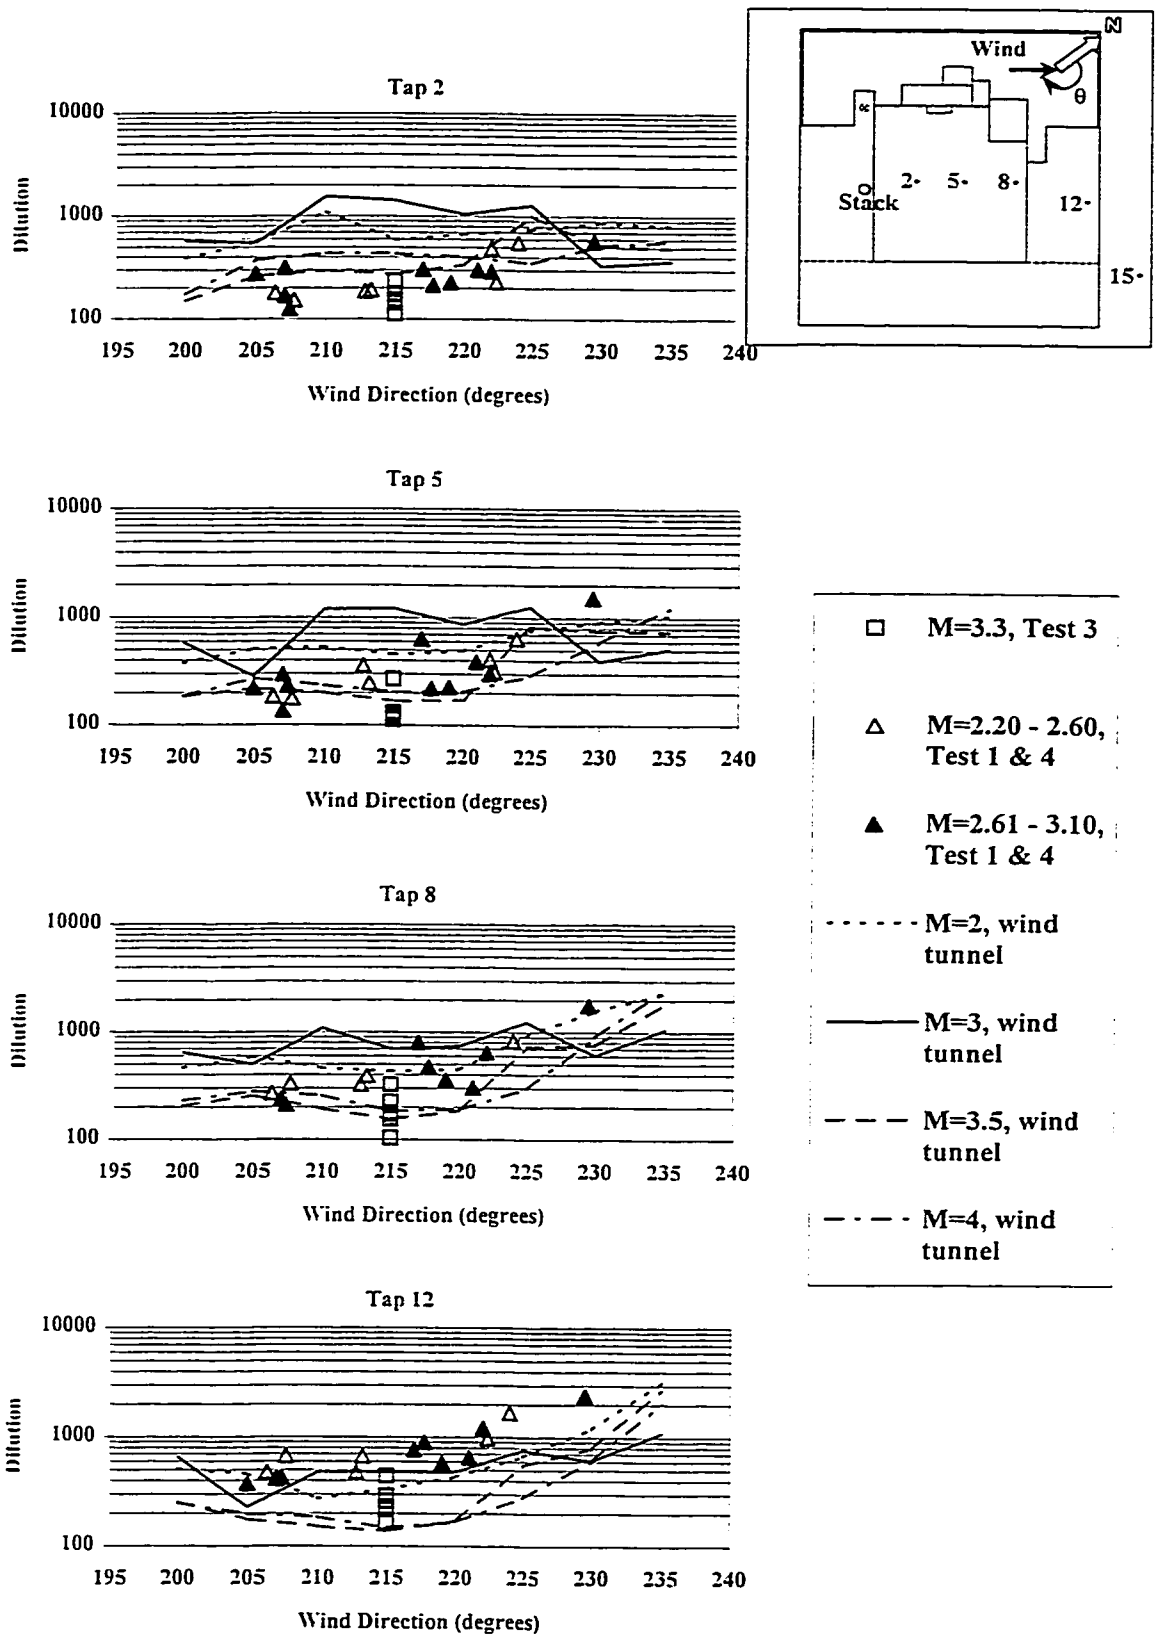 N
Wind
θ
2- 5- 8-
Stack
12-
15-
Tap 2
10000
1000
100
Dilution
195 200 205 210 215 220 225 230 235 240
Wind Direction (degrees)
Tap 5
10000
1000
100
Dilution
195 200 205 210 215 220 225 230 235 240
Wind Direction (degrees)
Tap 8
10000
1000
100
Dilution
195 200 205 210 215 220 225 230 235 240
Wind Direction (degrees)
Tap 12
10000
1000
100
Dilution
195 200 205 210 215 220 225 230 235 240
Wind Direction (degrees)
M=3.3, Test 3
M=2.20 - 2.60,
Test 1 & 4
M=2.61 - 3.10,
Test 1 & 4
M=2, wind
tunnel
M=3, wind
tunnel
M=3.5, wind
tunnel
M=4, wind
tunnel